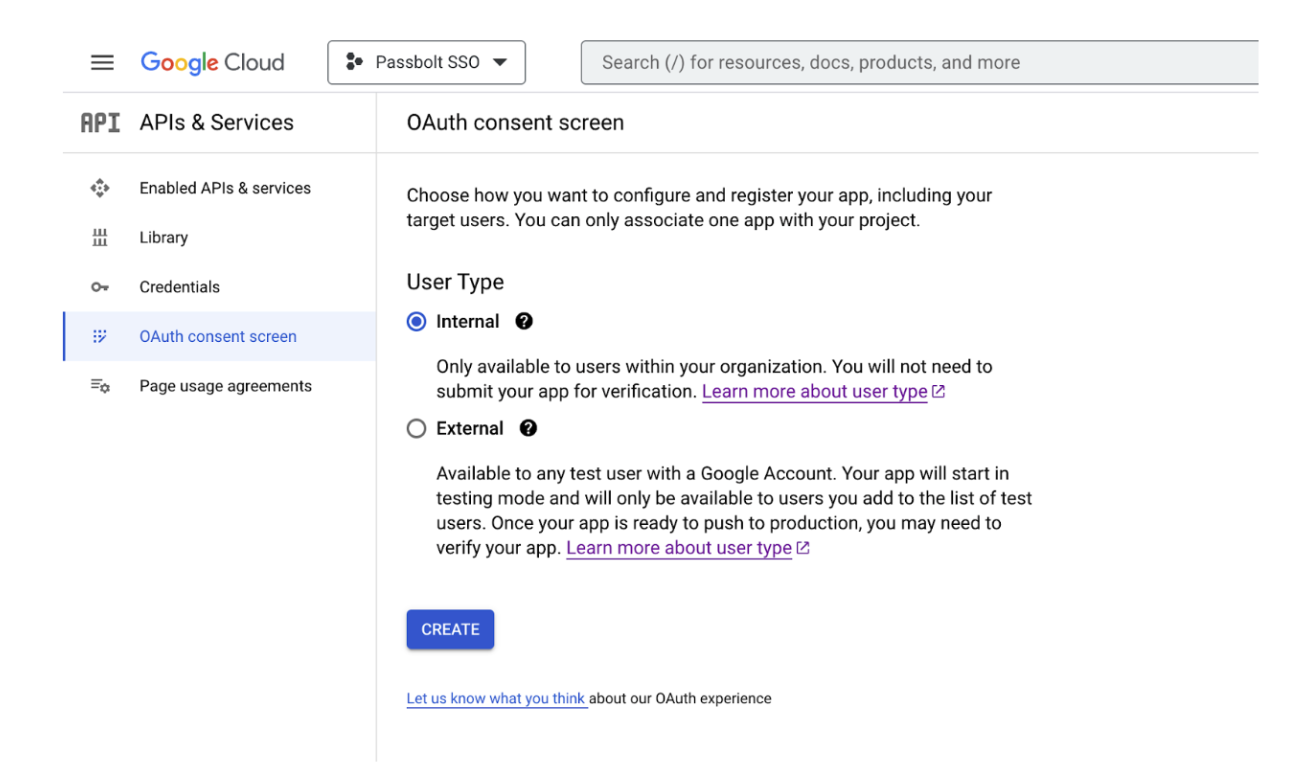 Google Cloud
Passbolt SSO
Search (/) for resources, docs, products, and more
API APIs & Services
OAuth consent screen
Enabled APIs & services
Library
Credentials
OAuth consent screen
Page usage agreements
Choose how you want to configure and register your app, including your
target users. You can only associate one app with your project.
User Type
Internal
Only available to users within your organization. You will not need to
submit your app for verification. Learn more about user type
External
Available to any test user with a Google Account. Your app will start in
testing mode and will only be available to users you add to the list of test
users. Once your app is ready to push to production, you may need to
verify your app. Learn more about user type
CREATE
Let us know what you think about our OAuth experience